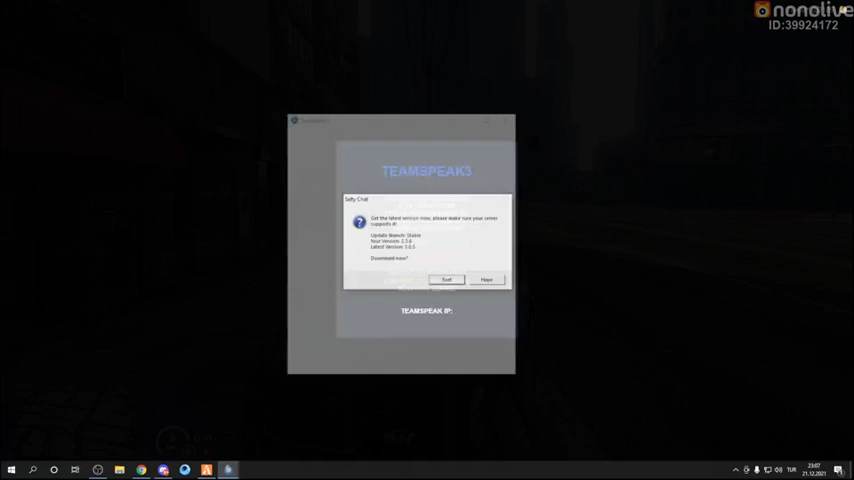 nonolive
ID:39924172
TEAMSPEAK3
Salty Chat
Get the latest version now, please make sure your server
supports it!
Update Branch: Stable
Your Version: 2.3.6
Latest Version: 3.0.5
Download now?
Evet
Hayır
TEAMSPEAK IP:
TUR
23:07
21.12.2021